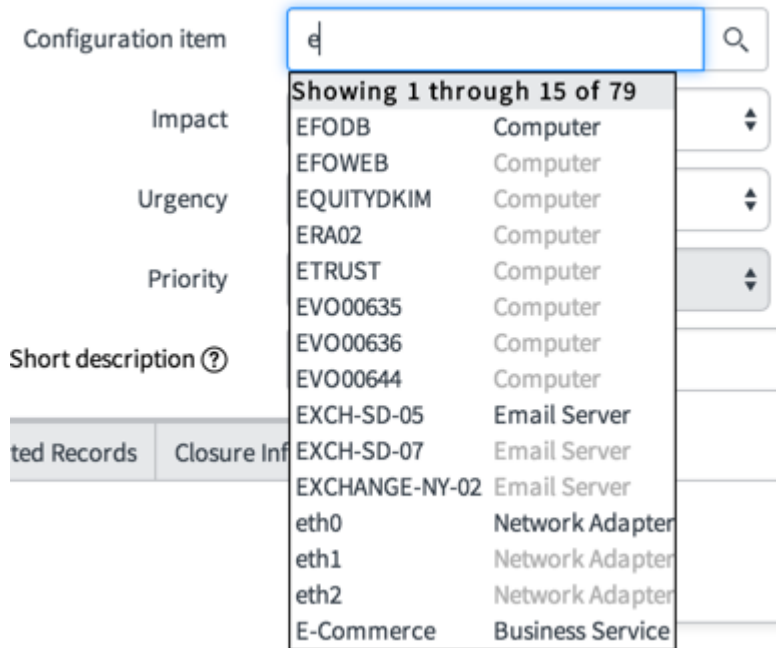 Configuration item e
Showing 1 through 15 of 79
Impact
EFODB Computer
EFOWEB Computer
Urgency
EQUITYDKIM Computer
ERA02 Computer
Priority
ETRUST Computer
EVO00635 Computer
EVO00636 Computer
Short description ?
EVO00644 Computer
EXCH-SD-05 Email Server
ted Records Closure Inf
EXCH-SD-07 Email Server
EXCHANGE-NY-02 Email Server
eth0 Network Adapter
eth1 Network Adapter
eth2 Network Adapter
E-Commerce Business Service